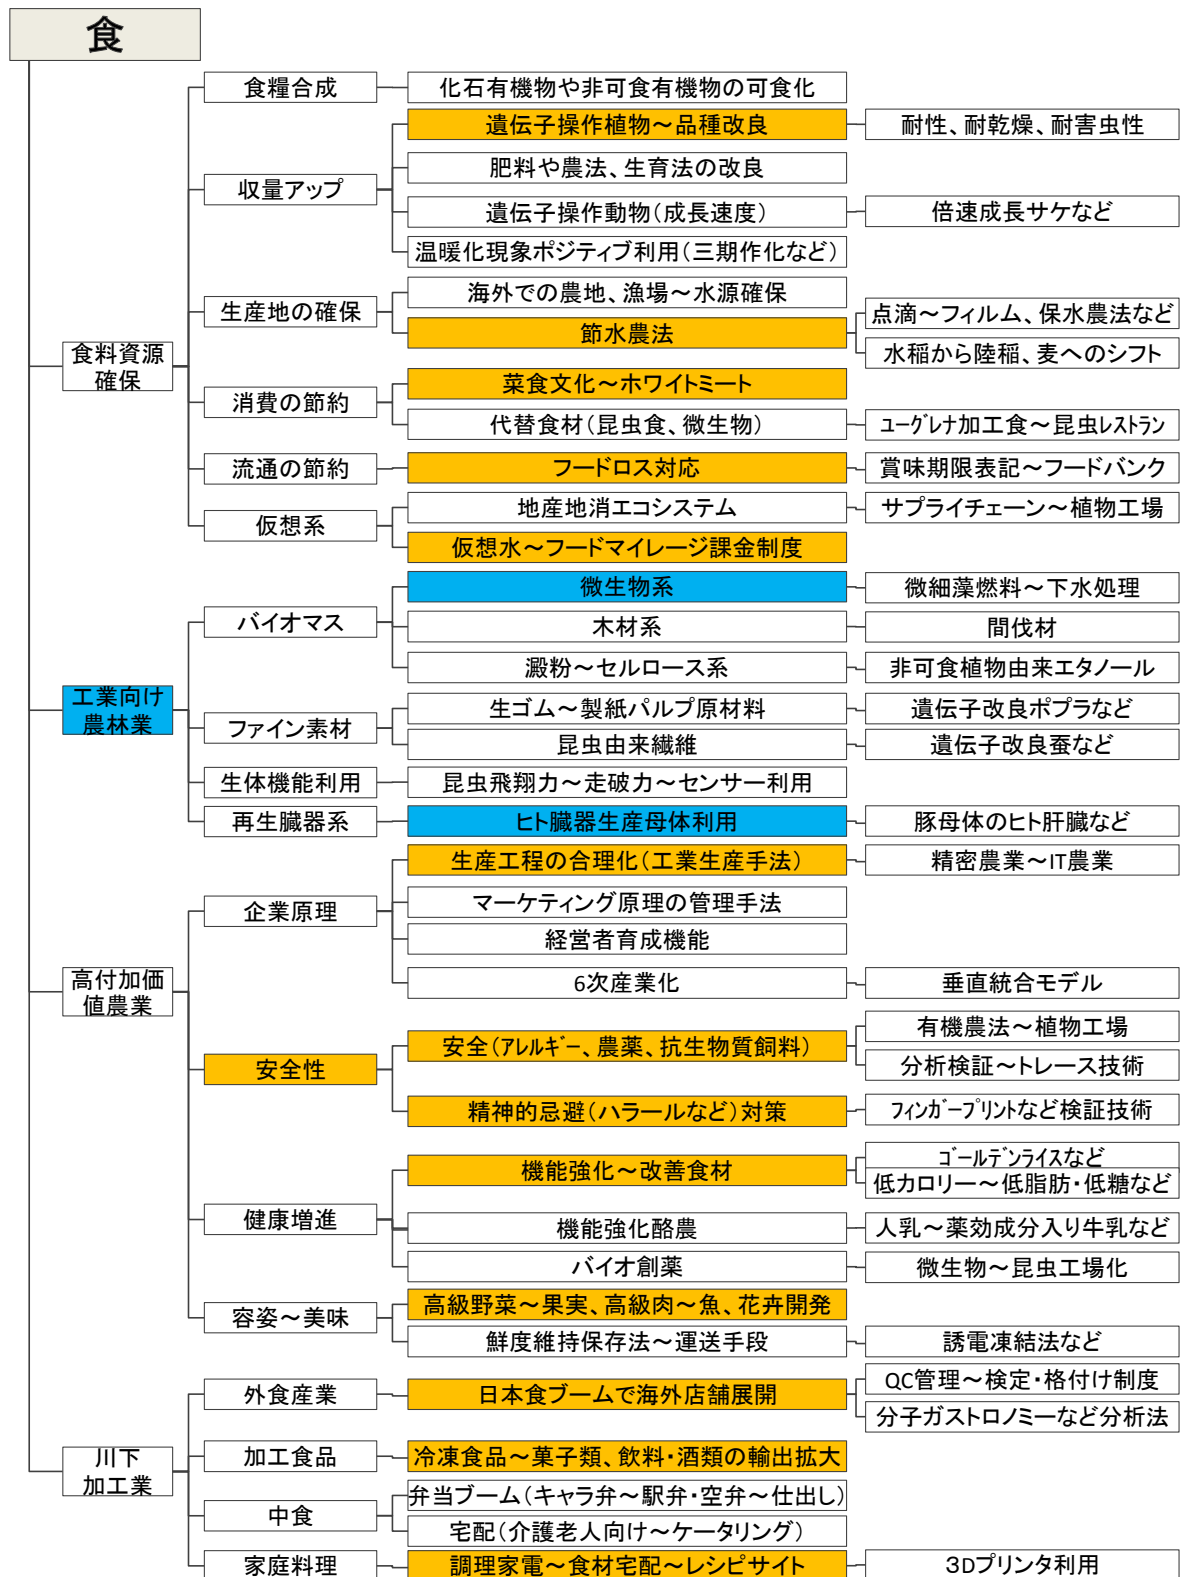 食
食糧合成
化石有機物や非可食有機物の可食化
遺伝子操作植物～品種改良
耐性、耐乾燥、耐害虫性
肥料や農法、生育法の改良
収量アップ
遺伝子操作動物(成長速度)
倍速成長サケなど
温暖化現象ポジティブ利用(三期作化など)
海外での農地、漁場～水源確保
生産地の確保
点滴～フィルム、保水農法など
節水農法
水稲から陸稲、麦へのシフト
食料資源
確保
菜食文化～ホワイトミート
消費の節約
代替食材(昆虫食、微生物)
ユーグレナ加工食～昆虫レストラン
流通の節約
フードロス対応
賞味期限表記～フードバンク
地産地消エコシステム
サプライチェーン～植物工場
仮想系
仮想水～フードマイレージ課金制度
微生物系
微細藻燃料～下水処理
バイオマス
木材系
間伐材
澱粉～セルロース系
非可食植物由来エタノール
工業向け
農林業
生ゴム～製紙パルプ原材料
遺伝子改良ポプラなど
ファイン素材
昆虫由来繊維
遺伝子改良蚕など
生体機能利用
昆虫飛翔力～走破力～センサー利用
再生臓器系
ヒト臓器生産母体利用
豚母体のヒト肝臓など
生産工程の合理化(工業生産手法)
精密農業～IT農業
企業原理
マーケティング原理の管理手法
経営者育成機能
6次産業化
垂直統合モデル
高付加価
値農業
有機農法～植物工場
安全(アレルギー、農薬、抗生物質飼料)
分析検証～トレース技術
安全性
精神的忌避(ハラールなど)対策
フィンガープリントなど検証技術
ゴールデンライスなど
機能強化～改善食材
低カロリー～低脂肪・低糖など
健康増進
機能強化酪農
人乳～薬効成分入り牛乳など
バイオ創薬
微生物～昆虫工場化
高級野菜～果実、高級肉～魚、花卉開発
容姿～美味
鮮度維持保存法～運送手段
誘電凍結法など
外食産業
日本食ブームで海外店舗展開
QC管理～検定・格付け制度
分子ガストロノミーなど分析法
川下
加工業
加工食品
冷凍食品～菓子類、飲料・酒類の輸出拡大
弁当ブーム(キャラ弁～駅弁・空弁～仕出し)
中食
宅配(介護老人向け～ケータリング)
家庭料理
調理家電～食材宅配～レシピサイト
3Dプリンタ利用